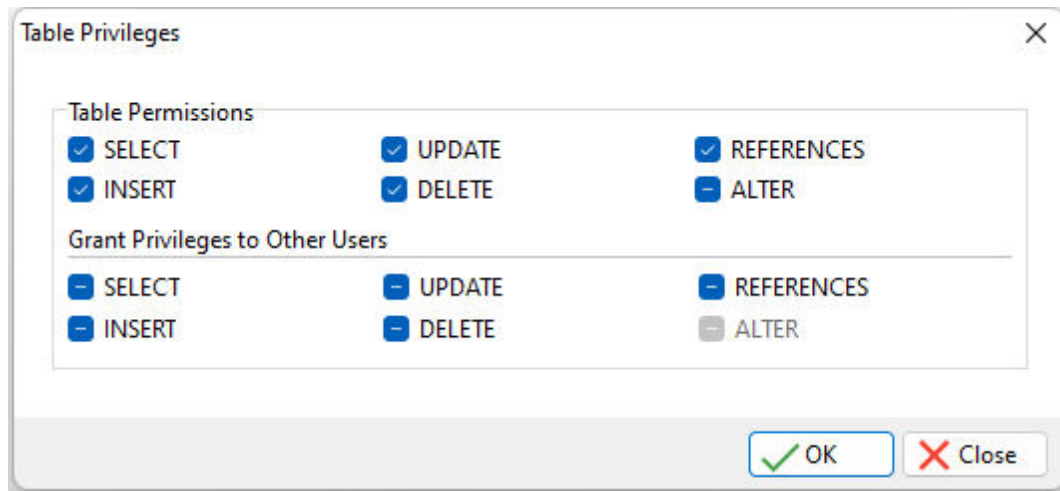 Table Privileges
Table Permissions
SELECT UPDATE REFERENCES
INSERT DELETE ALTER
Grant Privileges to Other Users
SELECT UPDATE REFERENCES
INSERT DELETE ALTER
OK Close